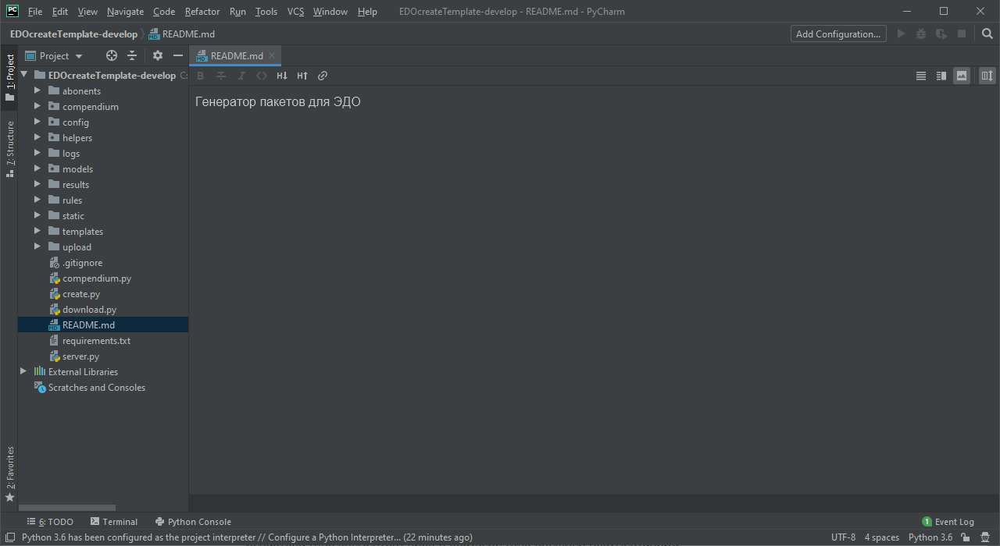 PC File Edit View Navigate Code Refactor Run Tools VCS Window Help EDOcreateTemplate-develop - README.md - PyCharm
EDOcreateTemplate-develop README.md Add Configuration...
1: Project
7: Structure
2: Favorites
Project
EDOcreateTemplate-develop C:
abonents
compendium
config
helpers
logs
models
results
rules
static
templates
upload
.gitignore
compendium.py
create.py
download.py
README.md
requirements.txt
server.py
External Libraries
Scratches and Consoles
README.md
B T I <> H↓ H↑
Генератор пакетов для ЭДО
6: TODO Terminal Python Console 1 Event Log
Python 3.6 has been configured as the project interpreter // Configure a Python Interpreter... (22 minutes ago) UTF-8 4 spaces Python 3.6